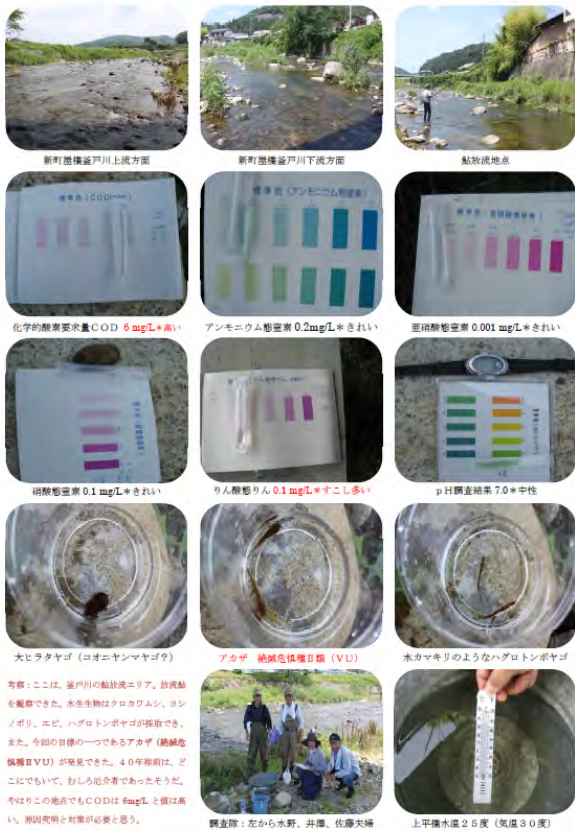 新町屋橋釜戸川上流方面
新町屋橋釜戸川下流方面
鮎放流地点
標準色（COD
標準色（アンモニウム態窒素）
化学的酸素要求量COD 6 mg/L＊高い
アンモニウム態窒素 0.2mg/L＊きれい
亜硝酸態窒素 0.001 mg/L＊きれい
硝酸態窒素 0.1 mg/L＊きれい
りん酸態りん 0.1 mg/L＊すこし多い
ｐH調査結果 7.0＊中性
大ヒラタヤゴ（コオニヤンマヤゴ？）
アカザ 絶滅危惧種Ⅱ類（VU）
水カマキリのようなハグロトンボヤゴ
考察：ここは、釜戸川の鮎放流エリア。放流鮎
を観察できた。水生生物はクロカワムシ、ヨシ
ノボリ、エビ、ハグロトンボヤゴが採取でき、
また。今回の目標の一つであるアカザ（絶滅危
惧種ⅡVU）が発見できた。４０年程前は、ど
こにでもいて、むしろ厄介者であったそうだ。
やはりこの地点でもCODは 6mg/L と値は高
い。原因究明と対策が必要と思う。
調査隊：左から水野、井澤、佐藤夫婦
上平橋水温２５度（気温３０度）